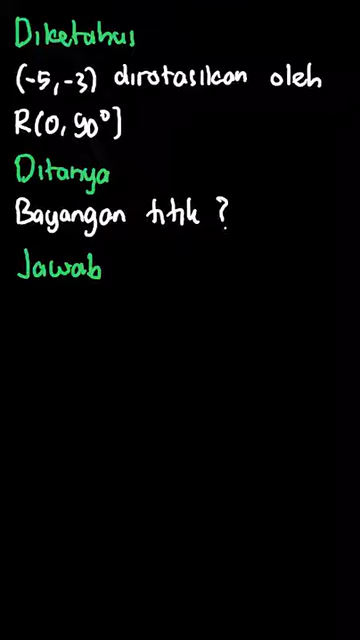 Diketahui
(-5,-3) dirotasikan oleh
R(0, 90°]
Ditanya
Bayangan titik ?
Jawab